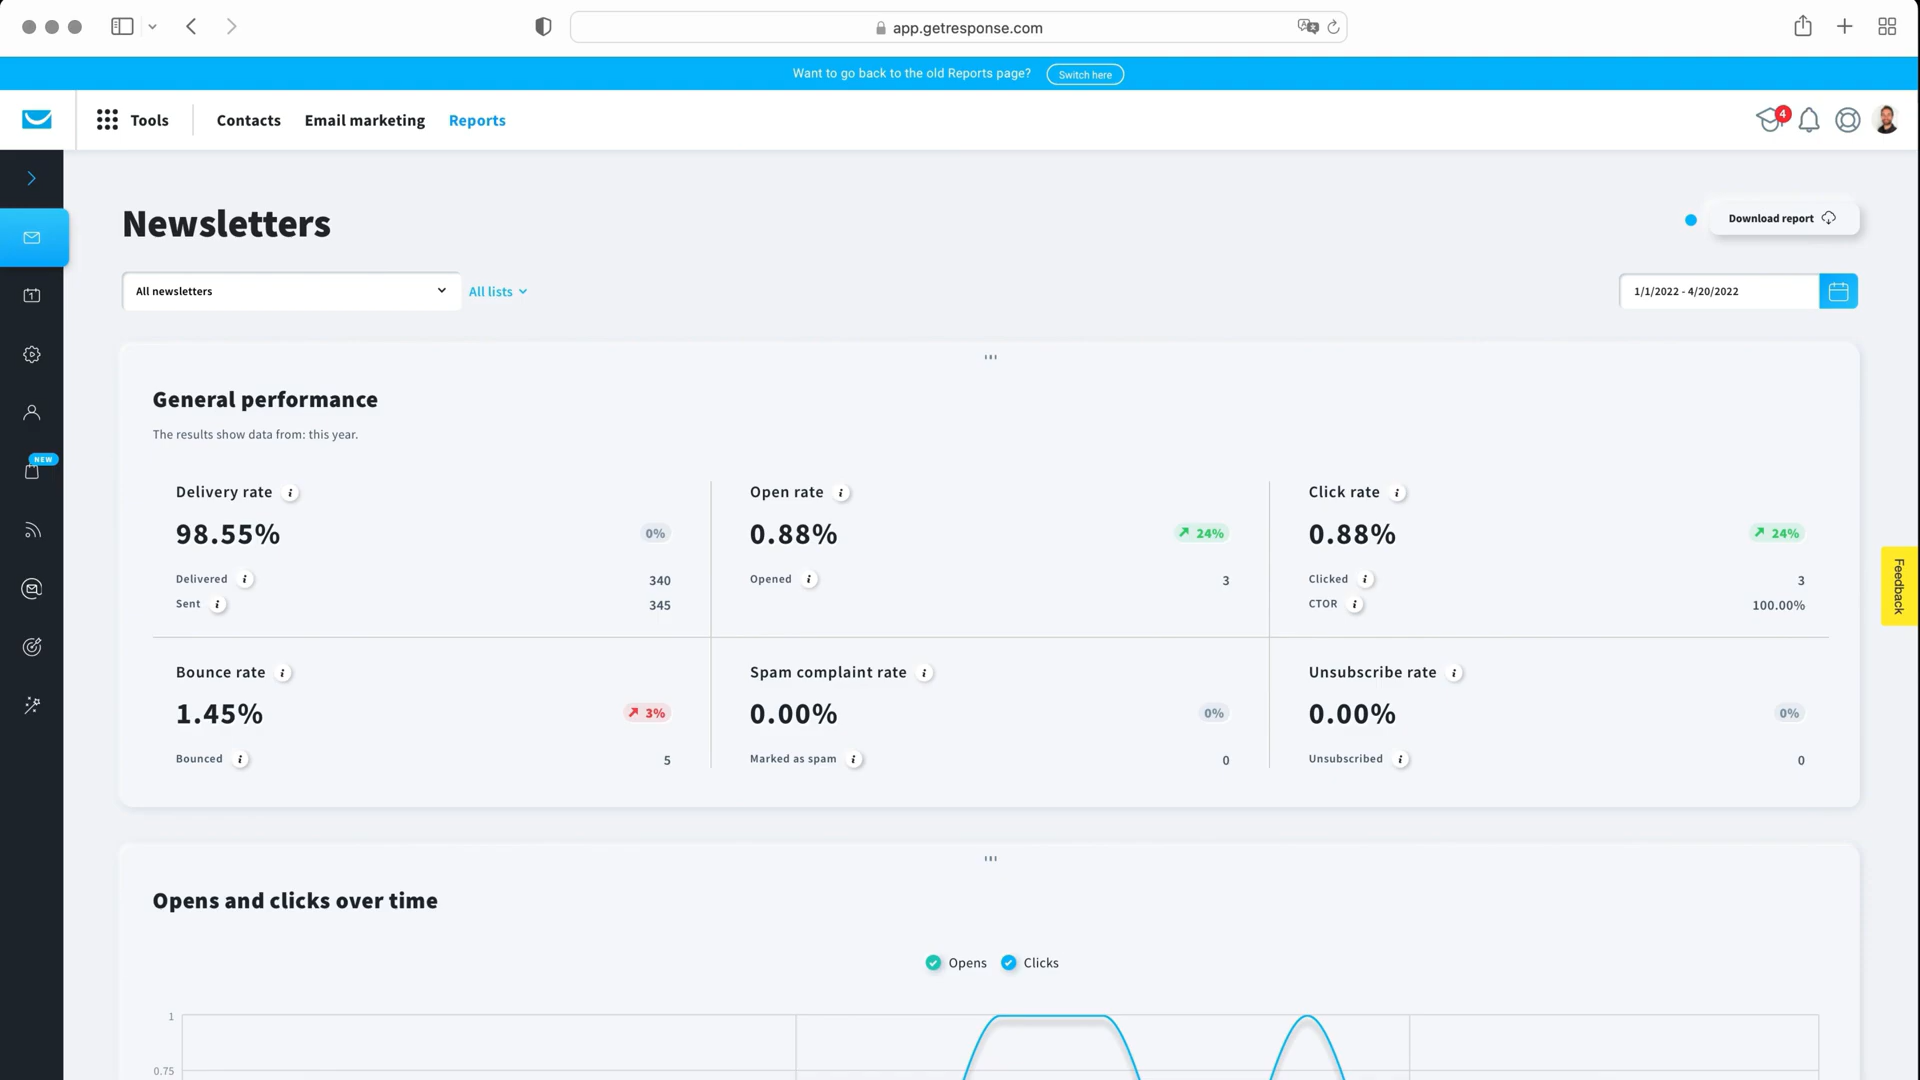 app.getresponse.com
Want to go back to the old Reports page? Switch here
Tools Contacts Email marketing Reports
4
Newsletters
Download report
All newsletters All lists
1/1/2022 - 4/20/2022
NEW
General performance
The results show data from: this year.
Delivery rate i
98.55% 0%
Delivered i 340
Sent i 345
Open rate i
0.88% 24%
Opened i 3
Click rate i
0.88% 24%
Clicked i 3
CTOR i 100.00%
Bounce rate i
1.45% 3%
Bounced i 5
Spam complaint rate i
0.00% 0%
Marked as spam i 0
Unsubscribe rate i
0.00% 0%
Unsubscribed i 0
Feedback
Opens and clicks over time
Opens Clicks
1
0.75